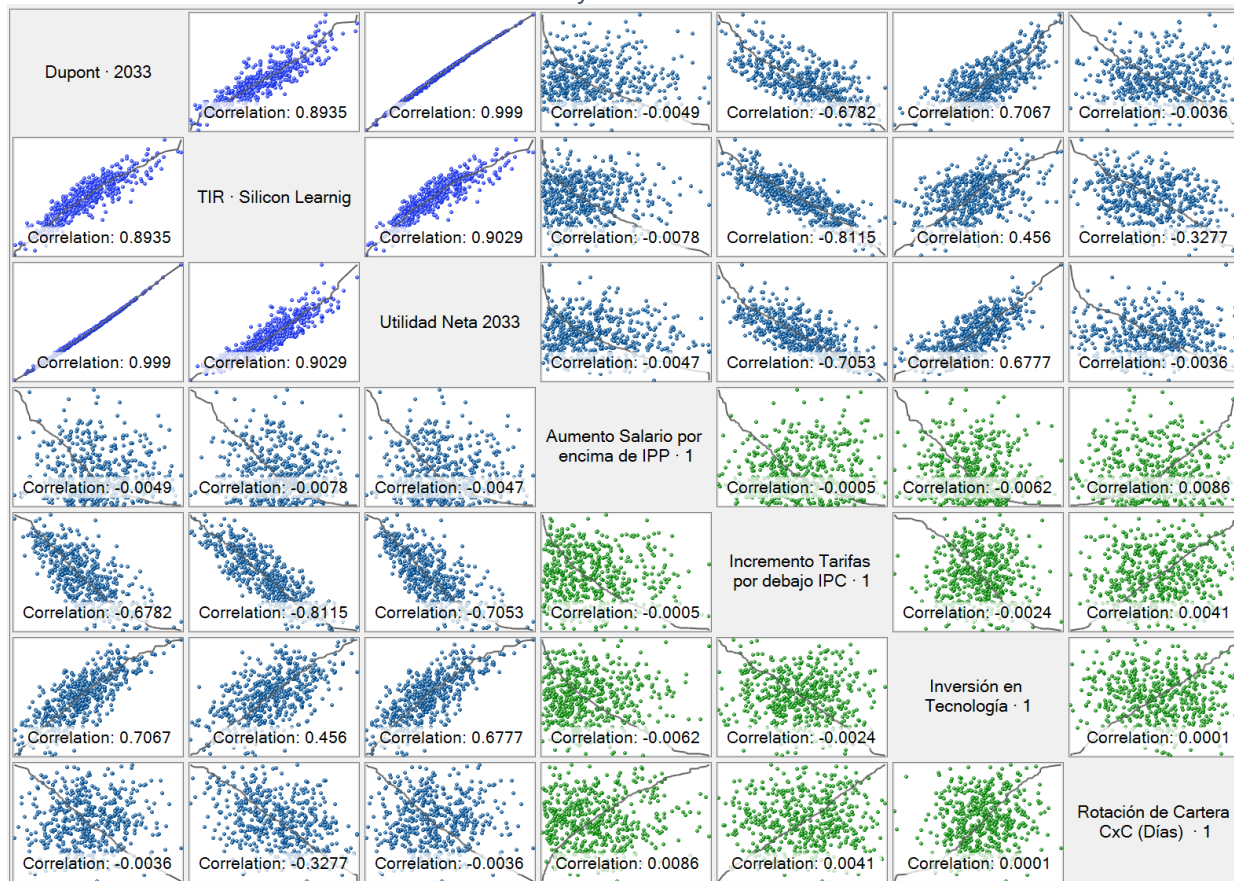 Dupont · 2033
Correlation: 0.8935
Correlation: 0.999
Correlation: -0.0049
Correlation: -0.6782
Correlation: 0.7067
Correlation: -0.0036
Correlation: 0.8935
TIR · Silicon Learnig
Correlation: 0.9029
Correlation: -0.0078
Correlation: -0.8115
Correlation: 0.456
Correlation: -0.3277
Correlation: 0.999
Correlation: 0.9029
Utilidad Neta 2033
Correlation: -0.0047
Correlation: -0.7053
Correlation: 0.6777
Correlation: -0.0036
Correlation: -0.0049
Correlation: -0.0078
Correlation: -0.0047
Aumento Salario por
encima de IPP · 1
Correlation: -0.0005
Correlation: -0.0062
Correlation: 0.0086
Correlation: -0.6782
Correlation: -0.8115
Correlation: -0.7053
Correlation: -0.0005
Incremento Tarifas
por debajo IPC · 1
Correlation: -0.0024
Correlation: 0.0041
Correlation: 0.7067
Correlation: 0.456
Correlation: 0.6777
Correlation: -0.0062
Correlation: -0.0024
Inversión en
Tecnología · 1
Correlation: 0.0001
Correlation: -0.0036
Correlation: -0.3277
Correlation: -0.0036
Correlation: 0.0086
Correlation: 0.0041
Correlation: 0.0001
Rotación de Cartera
CxC (Días) · 1